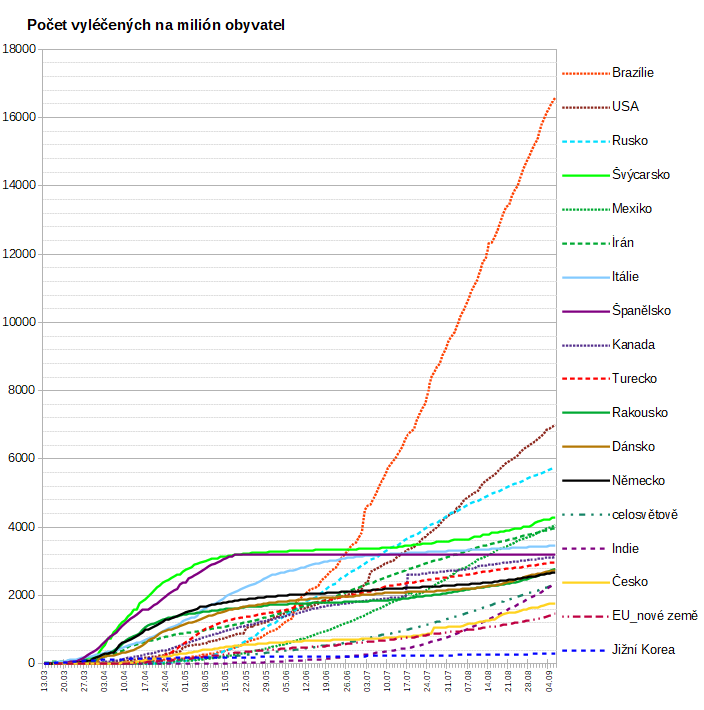 Počet vyléčených na milión obyvatel
18000
16000
14000
12000
10000
8000
6000
4000
2000
0
Brazílie
USA
Rusko
Švýcarsko
Mexiko
Írán
Itálie
Španělsko
Kanada
Turecko
Rakousko
Dánsko
Německo
celosvětově
Indie
Česko
EU_nové země
Jižní Korea
13.03
20.03
27.03
03.04
10.04
17.04
24.04
01.05
08.05
15.05
22.05
29.05
05.06
12.06
19.06
26.06
03.07
10.07
17.07
24.07
31.07
07.08
14.08
21.08
28.08
04.09